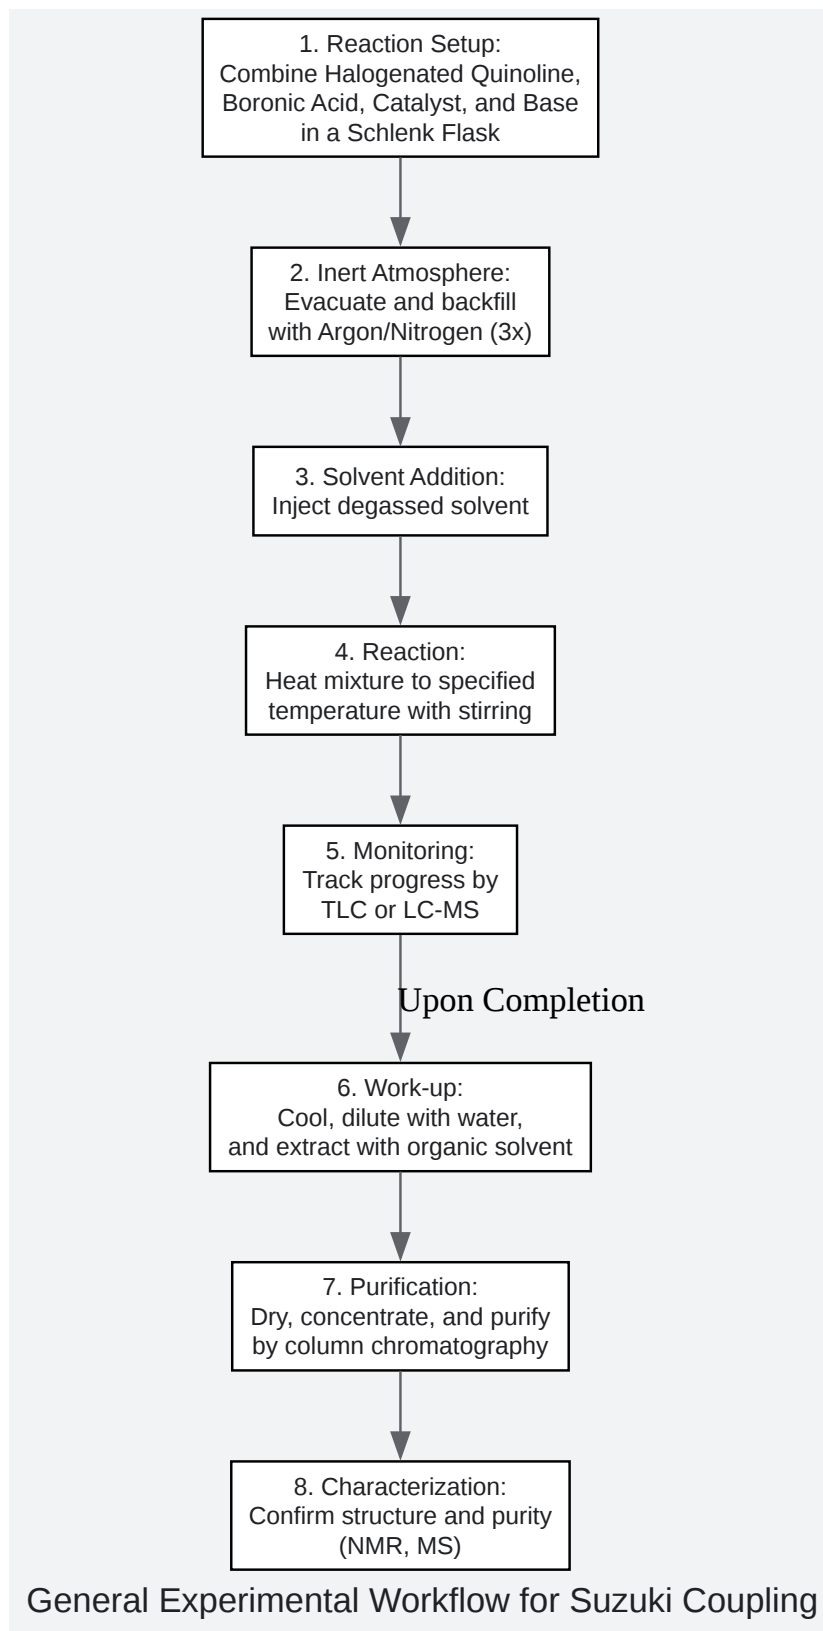 1. Reaction Setup:
Combine Halogenated Quinoline,
Boronic Acid, Catalyst, and Base
in a Schlenk Flask
2. Inert Atmosphere:
Evacuate and backfill
with Argon/Nitrogen (3x)
3. Solvent Addition:
Inject degassed solvent
4. Reaction:
Heat mixture to specified
temperature with stirring
5. Monitoring:
Track progress by
TLC or LC-MS
Upon Completion
6. Work-up:
Cool, dilute with water,
and extract with organic solvent
7. Purification:
Dry, concentrate, and purify
by column chromatography
8. Characterization:
Confirm structure and purity
(NMR, MS)
General Experimental Workflow for Suzuki Coupling